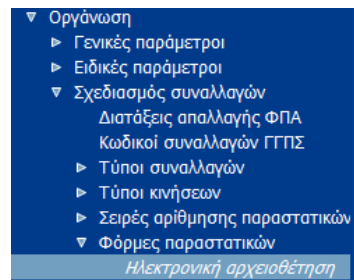 Οργάνωση
Γενικές παράμετροι
Ειδικές παράμετροι
Σχεδιασμός συναλλαγών
Διατάξεις απαλλαγής ΦΠΑ
Κωδικοί συναλλαγών ΓΓΠΣ
Τύποι συναλλαγών
Τύποι κινήσεων
Σειρές αρίθμησης παραστατικών
Φόρμες παραστατικών
Ηλεκτρονική αρχειοθέτηση